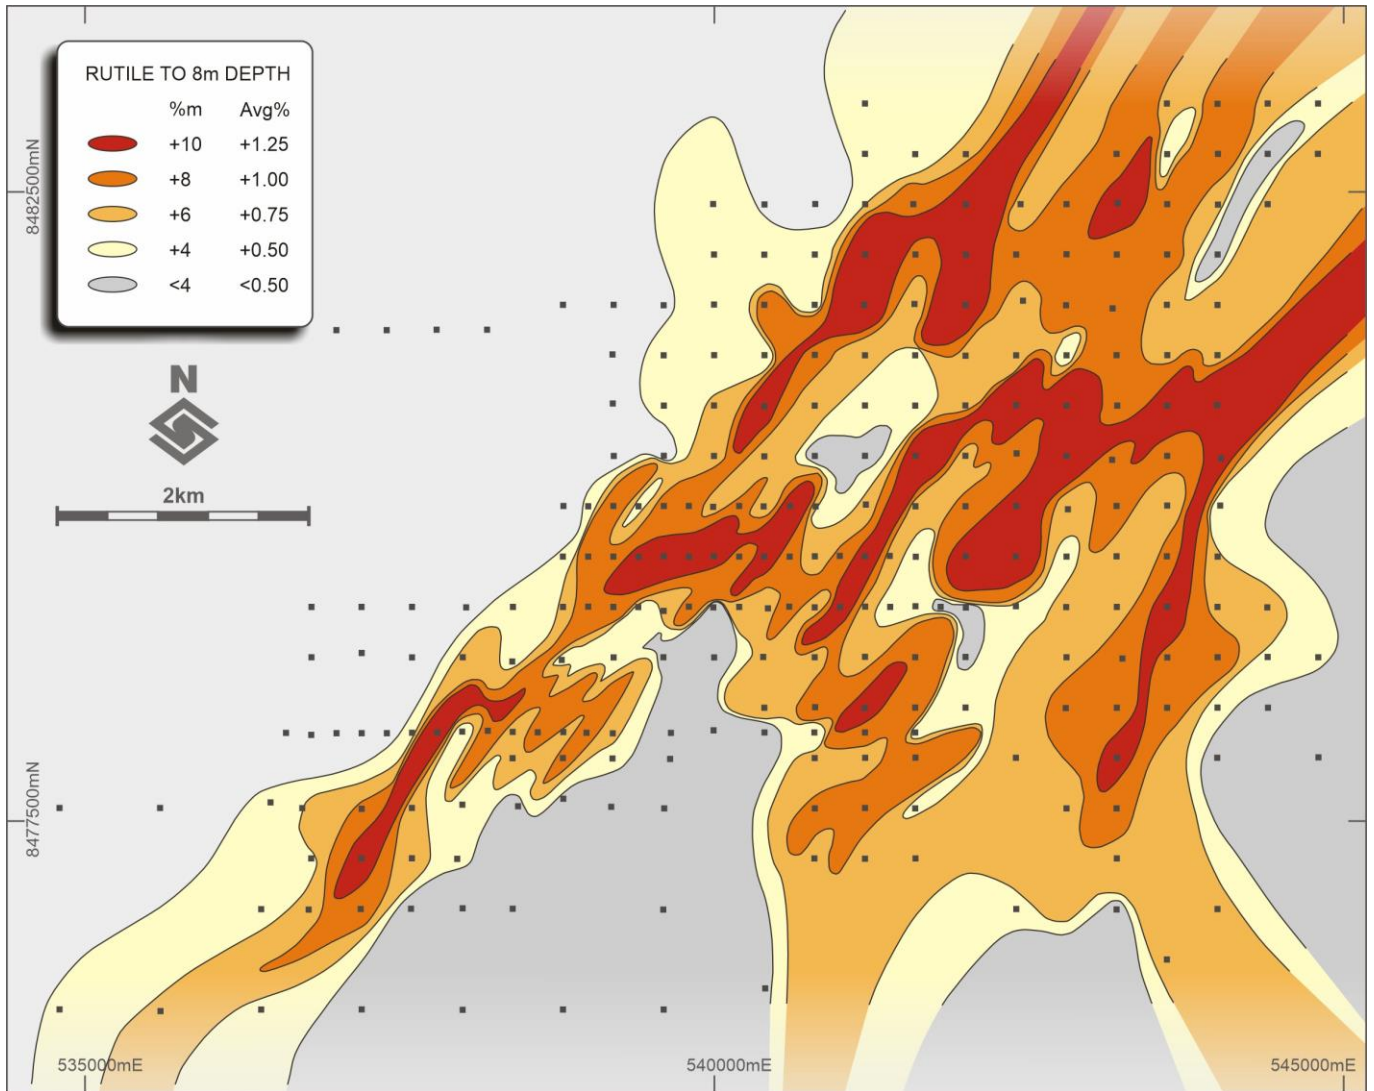 RUTILE TO 8m DEPTH
%m Avg%
+10 +1.25
+8 +1.00
+6 +0.75
+4 +0.50
<4 <0.50
8482500mN
N
2km
8477500mN
535000mE 540000mE 545000mE